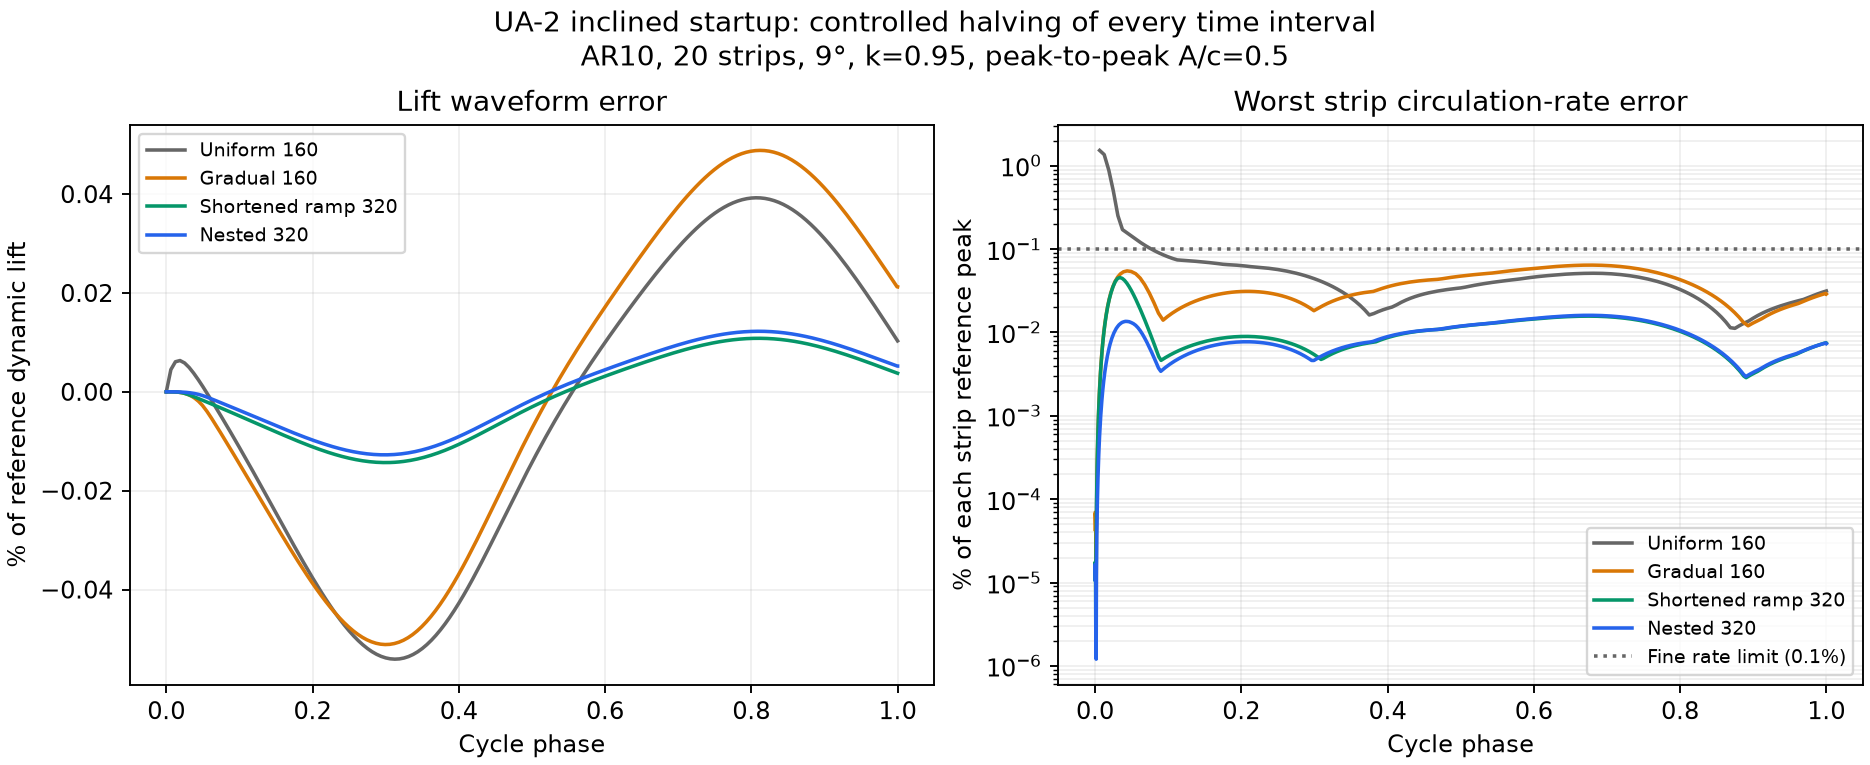 UA-2 inclined startup: controlled halving of every time interval
AR10, 20 strips, 9°, k=0.95, peak-to-peak A/c=0.5
Lift waveform error
% of reference dynamic lift
0.04
0.02
0.00
−0.02
−0.04
Uniform 160
Gradual 160
Shortened ramp 320
Nested 320
0.0 0.2 0.4 0.6 0.8 1.0
Cycle phase
Worst strip circulation-rate error
% of each strip reference peak
10⁰
10⁻¹
10⁻²
10⁻³
10⁻⁴
10⁻⁵
10⁻⁶
Uniform 160
Gradual 160
Shortened ramp 320
Nested 320
Fine rate limit (0.1%)
0.0 0.2 0.4 0.6 0.8 1.0
Cycle phase